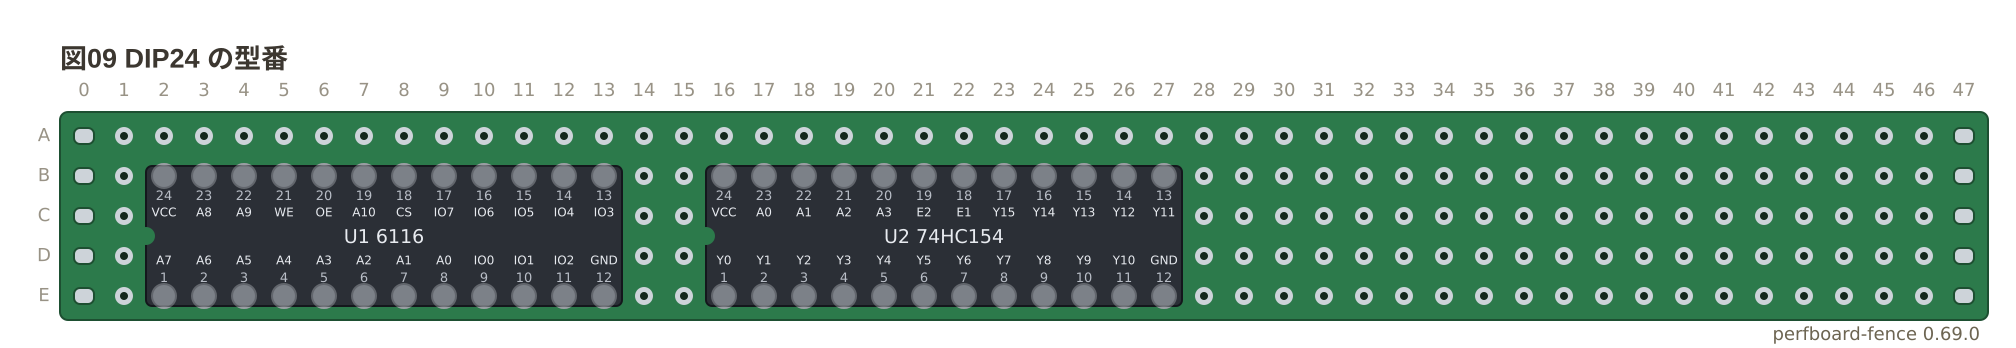 図09 DIP24 の型番
0 1 2 3 4 5 6 7 8 9 10 11 12 13 14 15 16 17 18 19 20 21 22 23 24 25 26 27 28 29 30 31 32 33 34 35 36 37 38 39 40 41 42 43 44 45 46 47
A
B
24 23 22 21 20 19 18 17 16 15 14 13 24 23 22 21 20 19 18 17 16 15 14 13
C VCC A8 A9 WE OE A10 CS IO7 IO6 IO5 IO4 IO3 VCC A0 A1 A2 A3 E2 E1 Y15 Y14 Y13 Y12 Y11
U1 6116 U2 74HC154
D A7 A6 A5 A4 A3 A2 A1 A0 IO0 IO1 IO2 GND Y0 Y1 Y2 Y3 Y4 Y5 Y6 Y7 Y8 Y9 Y10 GND
1 2 3 4 5 6 7 8 9 10 11 12 1 2 3 4 5 6 7 8 9 10 11 12
E
perfboard-fence 0.69.0